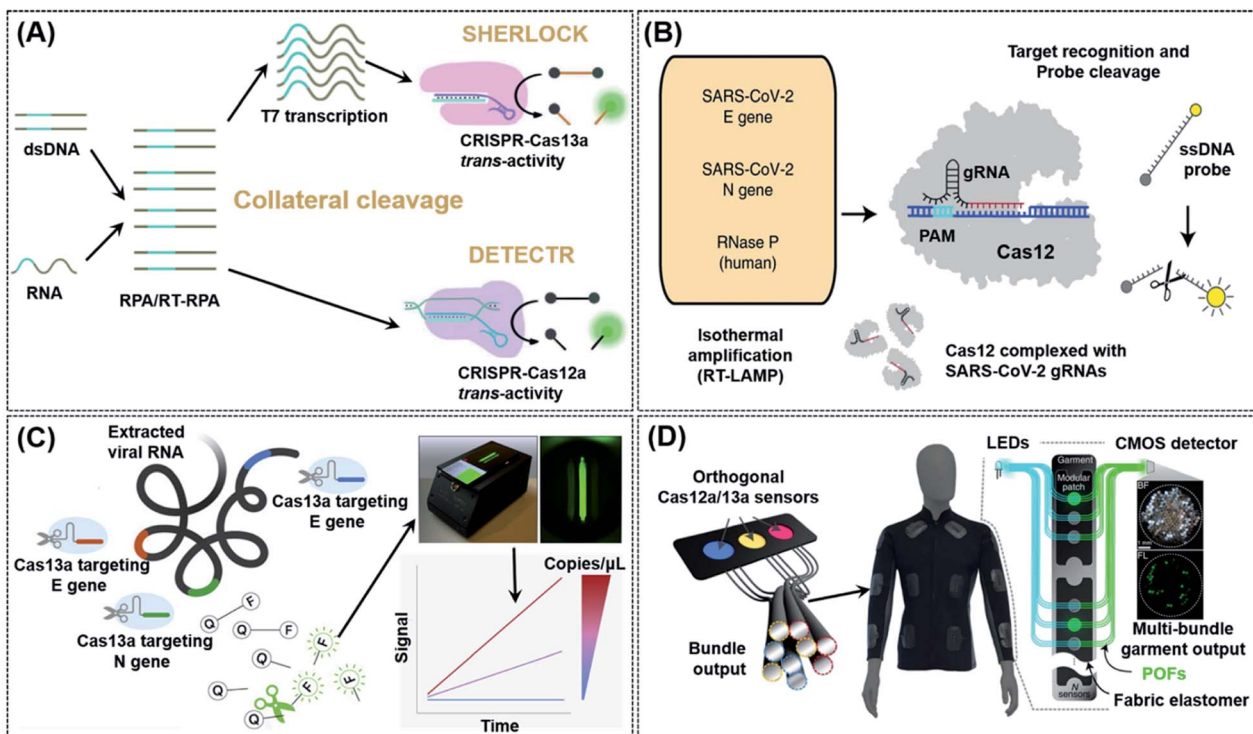 (A)
SHERLOCK
T7 transcription
CRISPR-Cas13a
trans-activity
dsDNA
Collateral cleavage
RNA
RPA/RT-RPA
DETECTR
CRISPR-Cas12a
trans-activity
(B)
Target recognition and
Probe cleavage
SARS-CoV-2
E gene
SARS-CoV-2
N gene
RNase P
(human)
gRNA
PAM
Cas12
ssDNA
probe
Isothermal
amplification
(RT-LAMP)
Cas12 complexed with
SARS-CoV-2 gRNAs
(C)
Extracted
viral RNA
Cas13a targeting
E gene
Cas13a targeting
E gene
Cas13a targeting
N gene
Q
F
Q
F
Q
F
Q
F
F
Q
Copies/µL
Signal
Time
(D)
LEDs
CMOS detector
Garment
Modular
patch
BF
1 mm
FL
Orthogonal
Cas12a/13a sensors
Bundle
output
Multi-bundle
garment output
POFs
Fabric elastomer
N
sensors